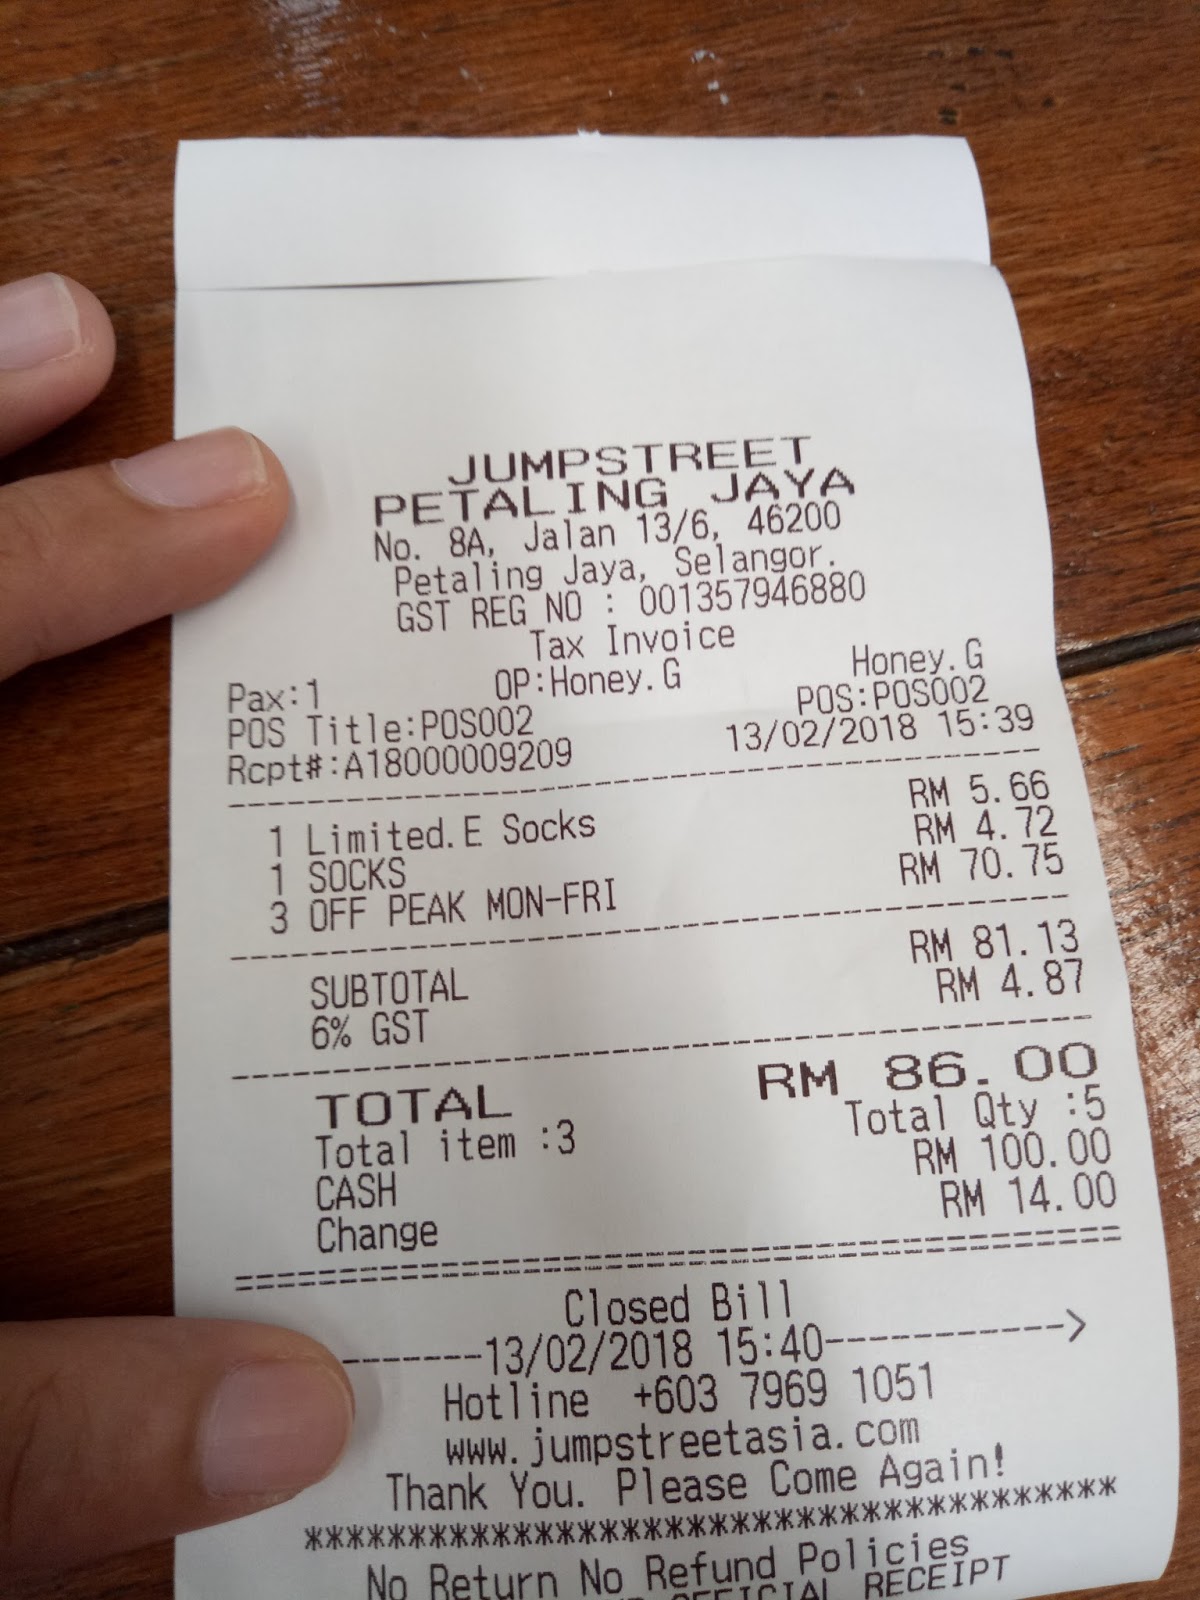 JUMPSTREET
PETALING JAYA
No. 8A, Jalan 13/6, 46200
Petaling Jaya, Selangor.
GST REG NO : 001357946880
Tax Invoice
Pax:1 OP:Honey.G Honey.G
POS Title:POS002 POS:POS002
Rcpt#:A18000009209 13/02/2018 15:39
1 Limited.E Socks RM 5.66
1 SOCKS RM 4.72
3 OFF PEAK MON-FRI RM 70.75
SUBTOTAL RM 81.13
6% GST RM 4.87
TOTAL RM 86.00
Total item :3 Total Qty :5
CASH RM 100.00
Change RM 14.00
Closed Bill
-------13/02/2018 15:40------------>
Hotline +603 7969 1051
www.jumpstreetasia.com
Thank You. Please Come Again!
***************************************
No Return No Refund Policies
OFFICIAL RECEIPT